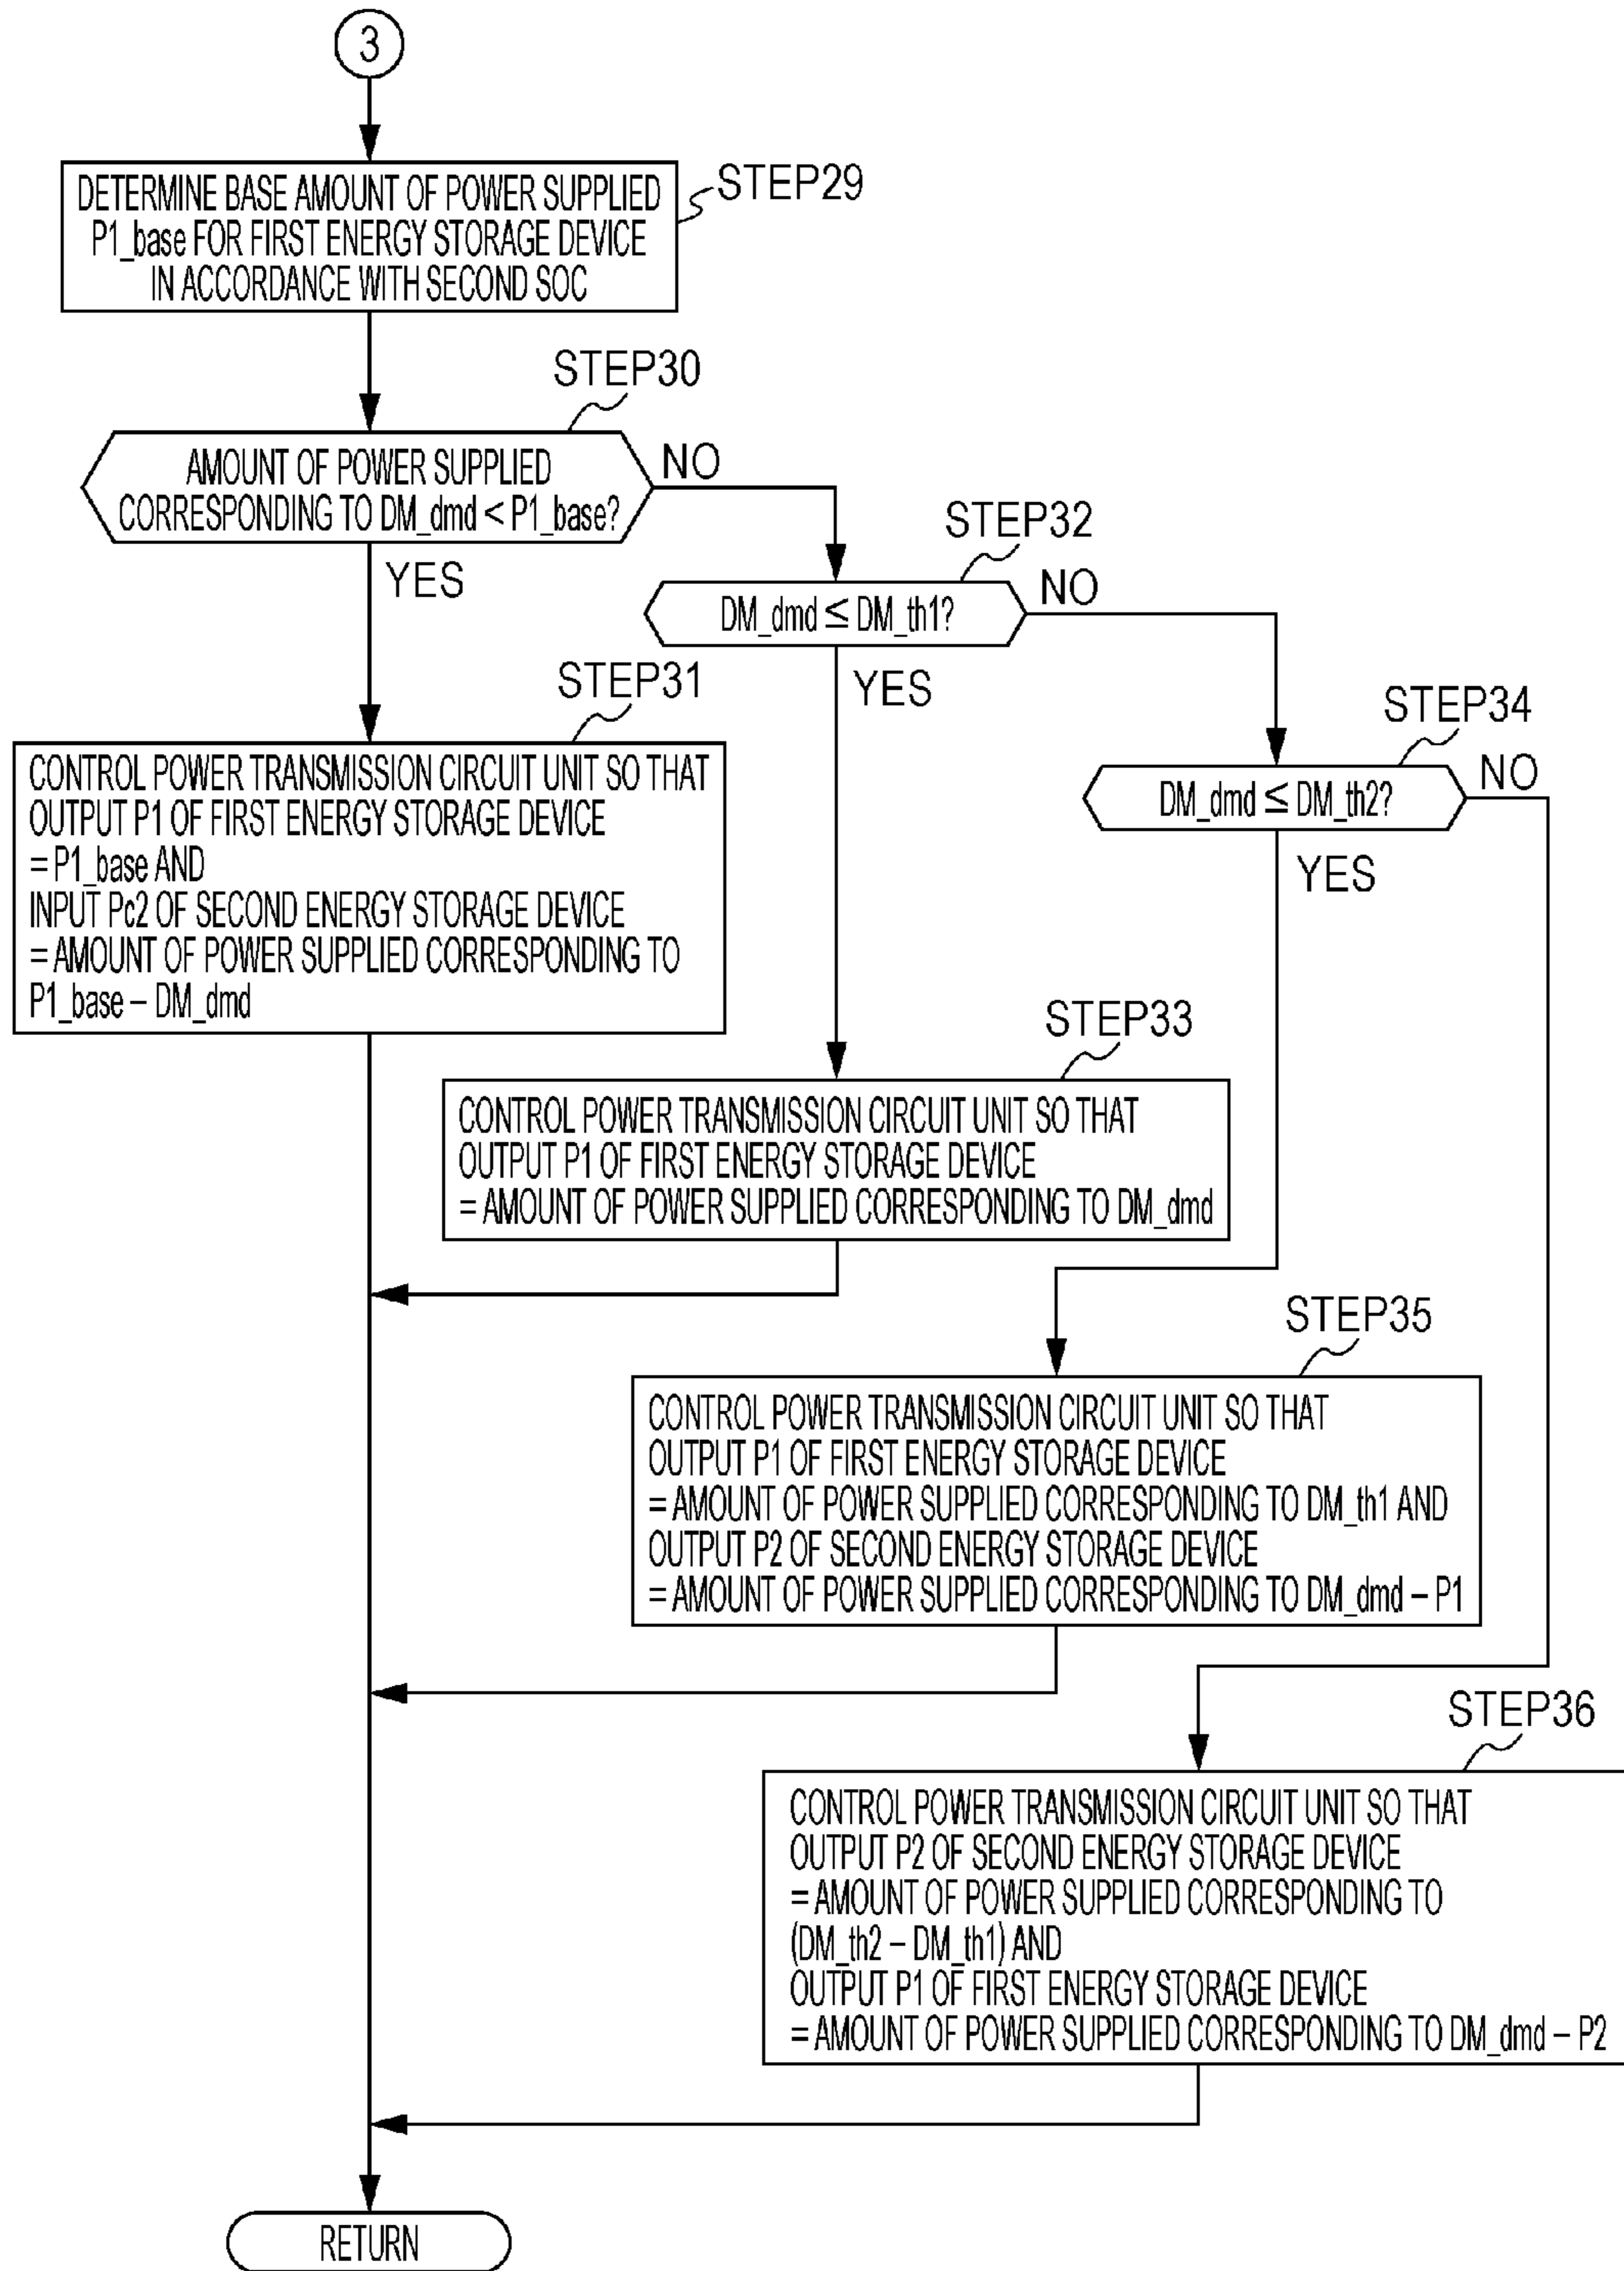 3
DETERMINE BASE AMOUNT OF POWER SUPPLIED
P1_base FOR FIRST ENERGY STORAGE DEVICE
IN ACCORDANCE WITH SECOND SOC
STEP29
STEP30
AMOUNT OF POWER SUPPLIED
CORRESPONDING TO DM_dmd < P1_base?
NO
YES
STEP32
DM_dmd ≤ DM_th1?
NO
YES
STEP31
CONTROL POWER TRANSMISSION CIRCUIT UNIT SO THAT
OUTPUT P1 OF FIRST ENERGY STORAGE DEVICE
= P1_base AND
INPUT Pc2 OF SECOND ENERGY STORAGE DEVICE
= AMOUNT OF POWER SUPPLIED CORRESPONDING TO
P1_base – DM_dmd
STEP34
DM_dmd ≤ DM_th2?
NO
YES
STEP33
CONTROL POWER TRANSMISSION CIRCUIT UNIT SO THAT
OUTPUT P1 OF FIRST ENERGY STORAGE DEVICE
= AMOUNT OF POWER SUPPLIED CORRESPONDING TO DM_dmd
STEP35
CONTROL POWER TRANSMISSION CIRCUIT UNIT SO THAT
OUTPUT P1 OF FIRST ENERGY STORAGE DEVICE
= AMOUNT OF POWER SUPPLIED CORRESPONDING TO DM_th1 AND
OUTPUT P2 OF SECOND ENERGY STORAGE DEVICE
= AMOUNT OF POWER SUPPLIED CORRESPONDING TO DM_dmd – P1
STEP36
CONTROL POWER TRANSMISSION CIRCUIT UNIT SO THAT
OUTPUT P2 OF SECOND ENERGY STORAGE DEVICE
= AMOUNT OF POWER SUPPLIED CORRESPONDING TO
(DM_th2 – DM_th1) AND
OUTPUT P1 OF FIRST ENERGY STORAGE DEVICE
= AMOUNT OF POWER SUPPLIED CORRESPONDING TO DM_dmd – P2
RETURN